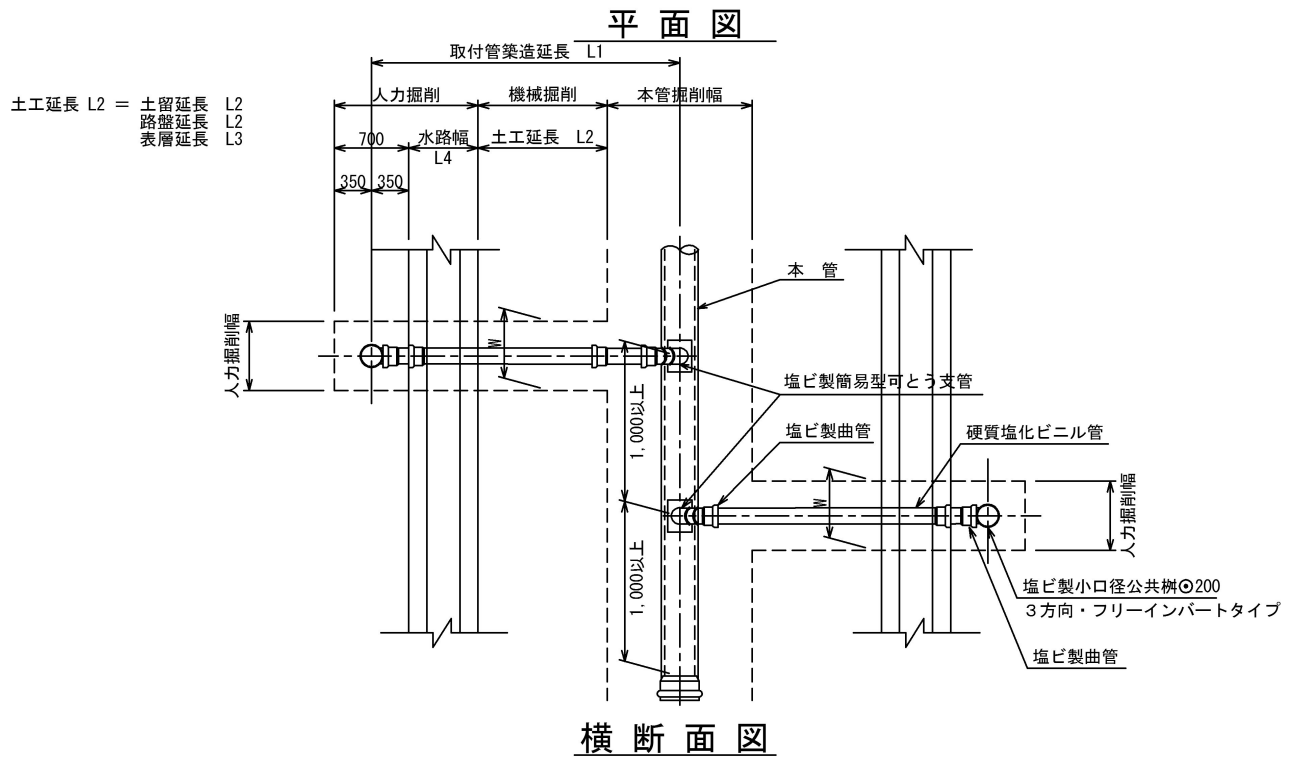 平面図
取付管築造延長 L1
人力掘削
機械掘削
本管掘削幅
土工延長 L2 ＝ 土留延長 L2
路盤延長 L2
表層延長 L3
700
水路幅
L4
土工延長 L2
350
350
本　管
人力掘削幅
W
塩ビ製簡易型可とう支管
1,000以上
塩ビ製曲管
硬質塩化ビニル管
W
人力掘削幅
1,000以上
塩ビ製小口径公共桝⊙200
３方向・フリーインバートタイプ
塩ビ製曲管
横断面図